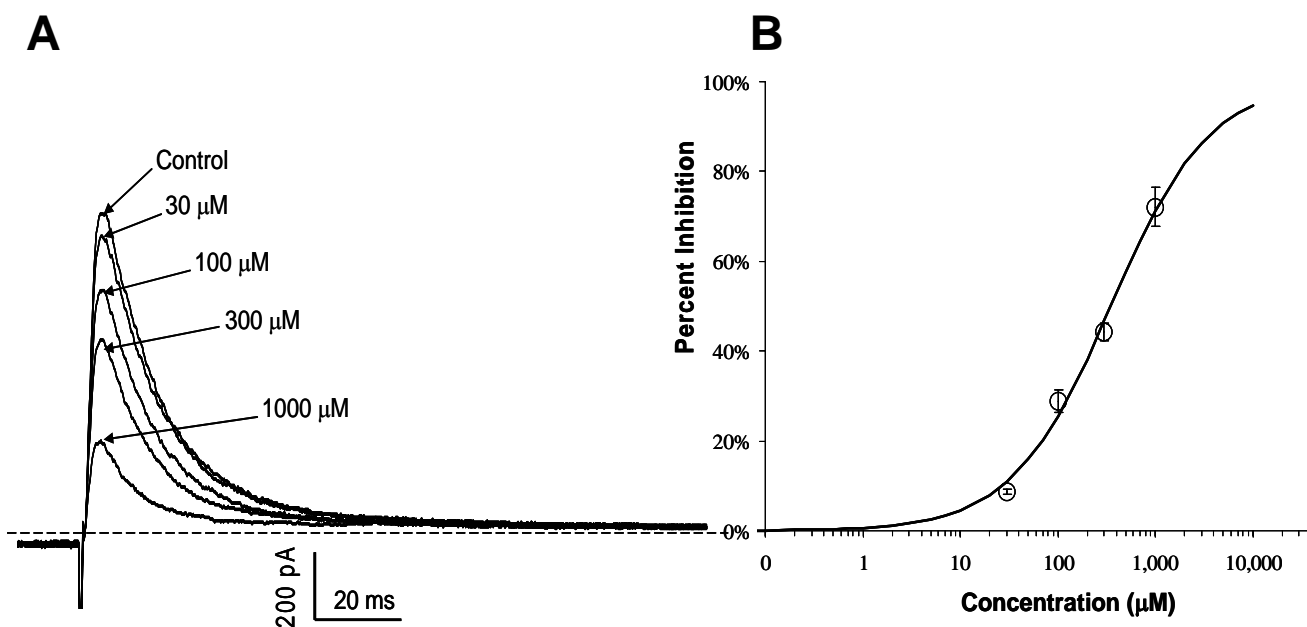 A
Control
30 μM
100 μM
300 μM
1000 μM
200 pA
20 ms
B
Percent Inhibition
100%
80%
60%
40%
20%
0%
0 1 10 100 1,000 10,000
Concentration (μM)